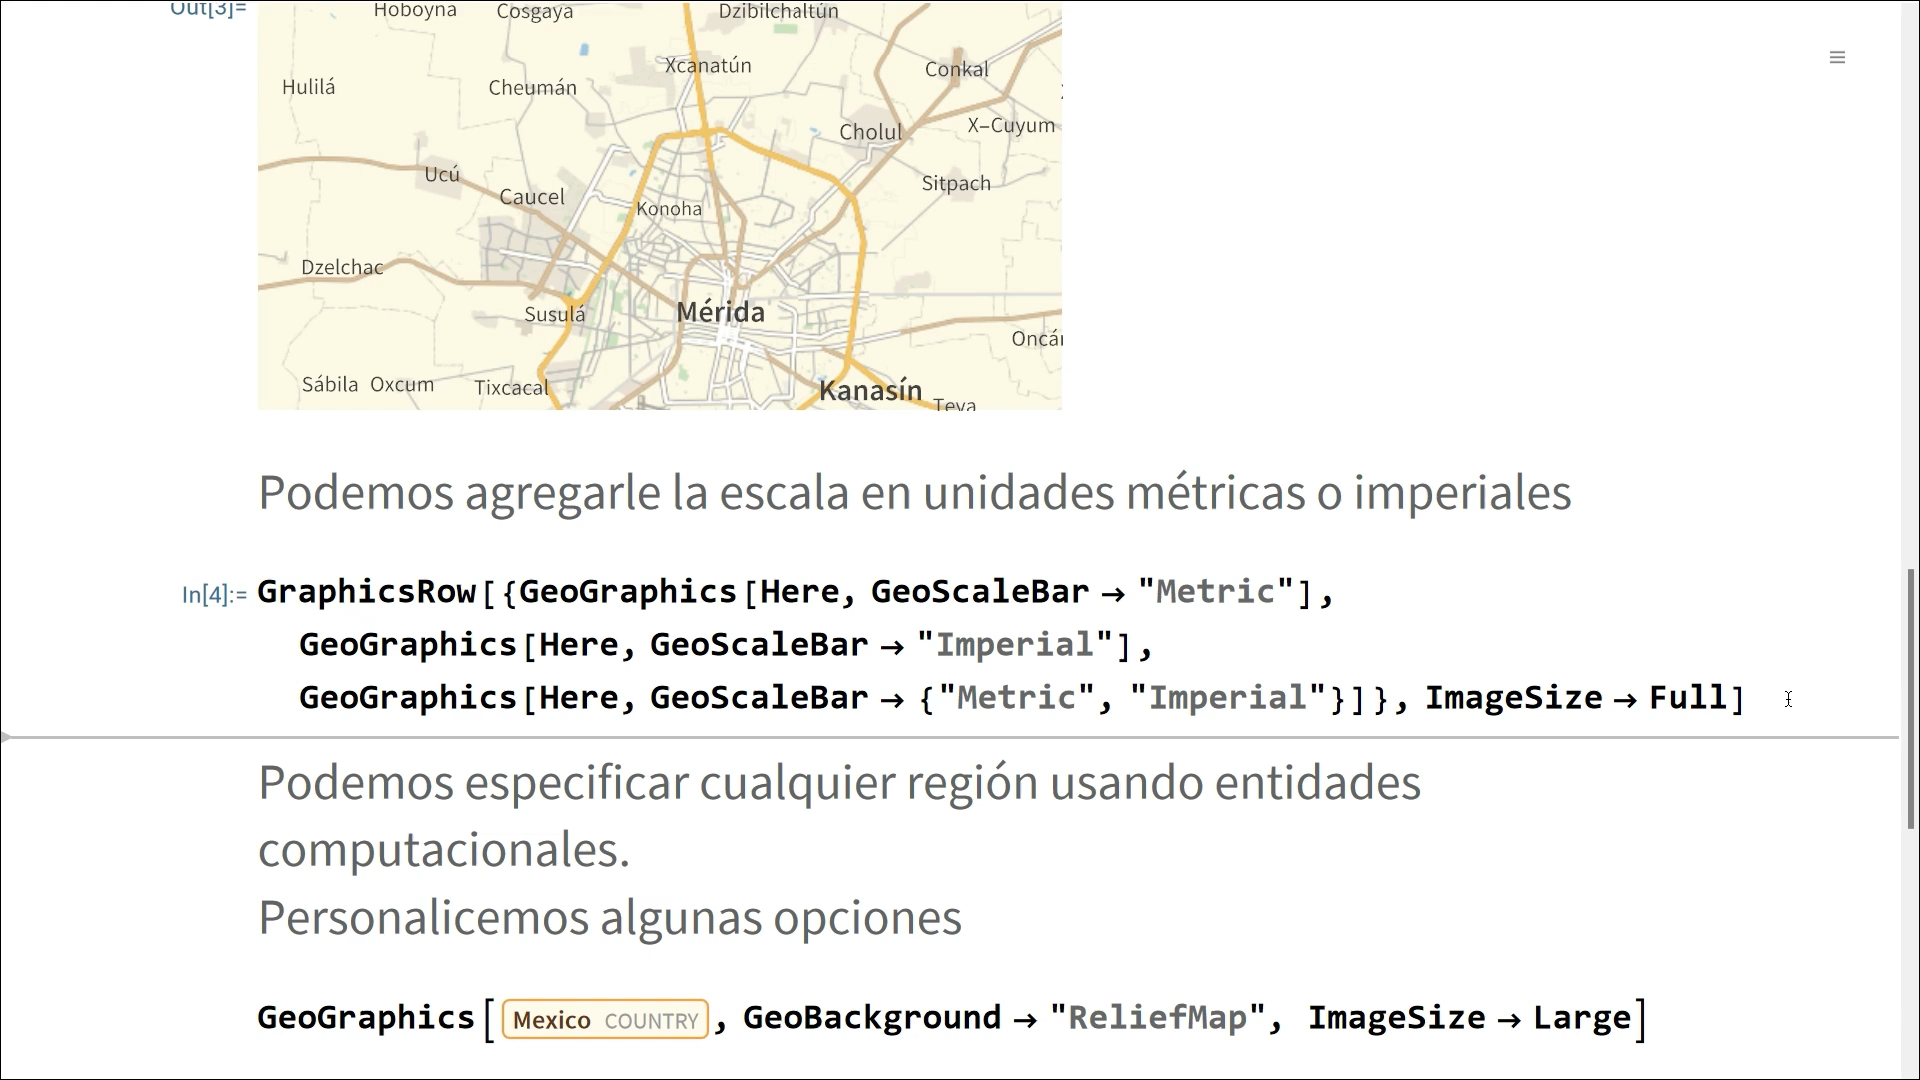 Out[3]=
Hoboyna Cosgaya Dzibilchaltún
Xcanatún
Conkal
Hulilá
Cheumán
Cholul
X–Cuyum
Ucú
Caucel
Sitpach
Konoha
Dzelchac
Susulá
Mérida
Sábila Oxcum
Tixcacal
Kanasín
Podemos agregarle la escala en unidades métricas o imperiales
In[4]:= GraphicsRow[{GeoGraphics[Here, GeoScaleBar → "Metric"],
GeoGraphics[Here, GeoScaleBar → "Imperial"],
GeoGraphics[Here, GeoScaleBar → {"Metric", "Imperial"}]}, ImageSize → Full]
Podemos especificar cualquier región usando entidades
computacionales.
Personalicemos algunas opciones
GeoGraphics[Mexico COUNTRY, GeoBackground → "ReliefMap", ImageSize → Large]